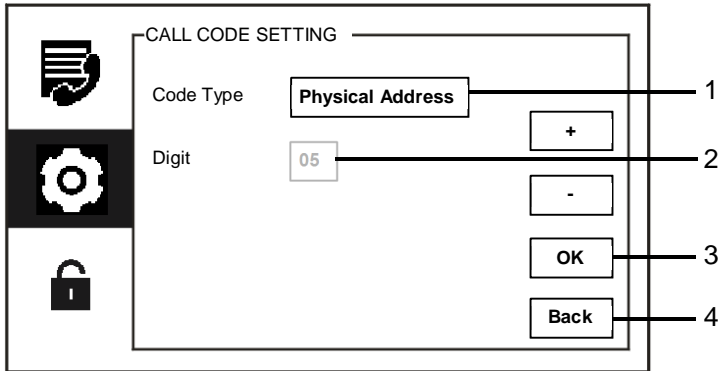 CALL CODE SETTING
Code Type Physical Address 1
+
Digit 05 2
-
OK 3
Back 4